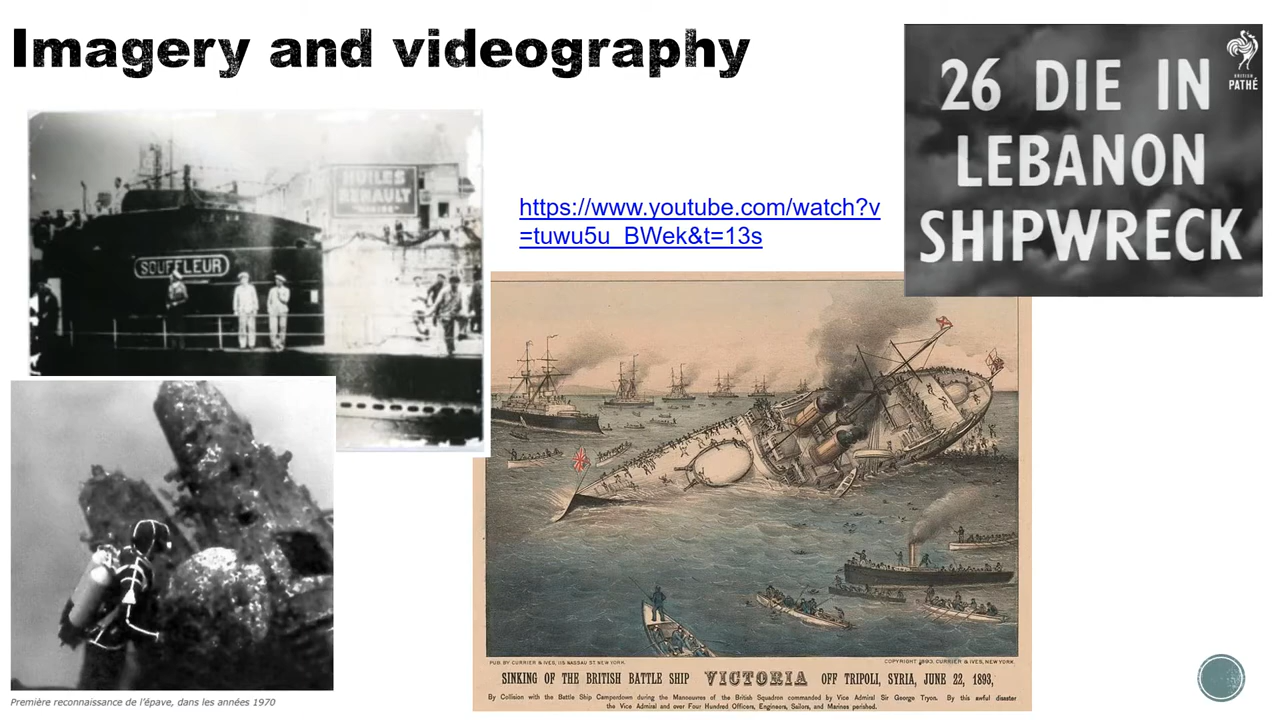 Imagery and videography
26 DIE IN
LEBANON
SHIPWRECK
BRITISH
PATHÉ
HUILES
RENAULT
SOUFFLEUR
https://www.youtube.com/watch?v
=tuwu5u_BWek&t=13s
PUB. BY CURRIER & IVES, 115 NASSAU ST. NEW YORK.
COPYRIGHT 1893, CURRIER & IVES, NEW YORK.
SINKING OF THE BRITISH BATTLE SHIP VICTORIA OFF TRIPOLI, SYRIA, JUNE 22, 1893,
By Collision with the Battle Ship Camperdown during the Manoeuvres of the British Squadron commanded by Vice Admiral Sir George Tryon. By this awful disaster
the Vice Admiral and over Four Hundred Officers, Engineers, Sailors, and Marines perished.
Première reconnaissance de l'épave, dans les années 1970